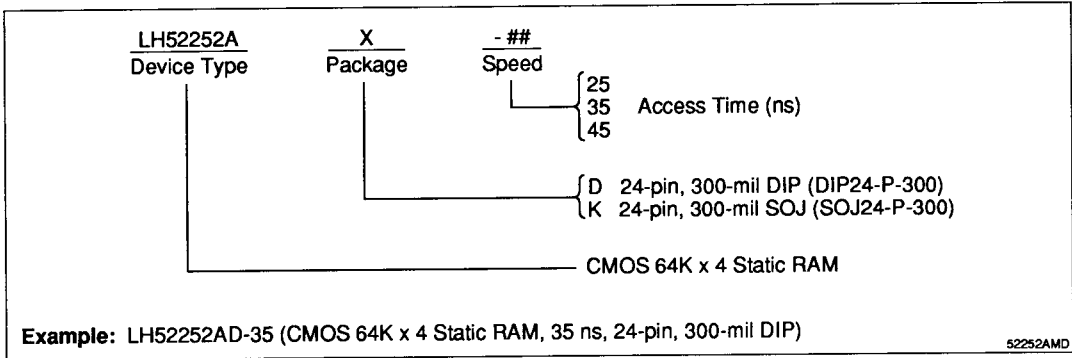 LH52252A X - ##
Device Type Package Speed
25
35 Access Time (ns)
45
D 24-pin, 300-mil DIP (DIP24-P-300)
K 24-pin, 300-mil SOJ (SOJ24-P-300)
CMOS 64K x 4 Static RAM
Example: LH52252AD-35 (CMOS 64K x 4 Static RAM, 35 ns, 24-pin, 300-mil DIP)
52252AMD